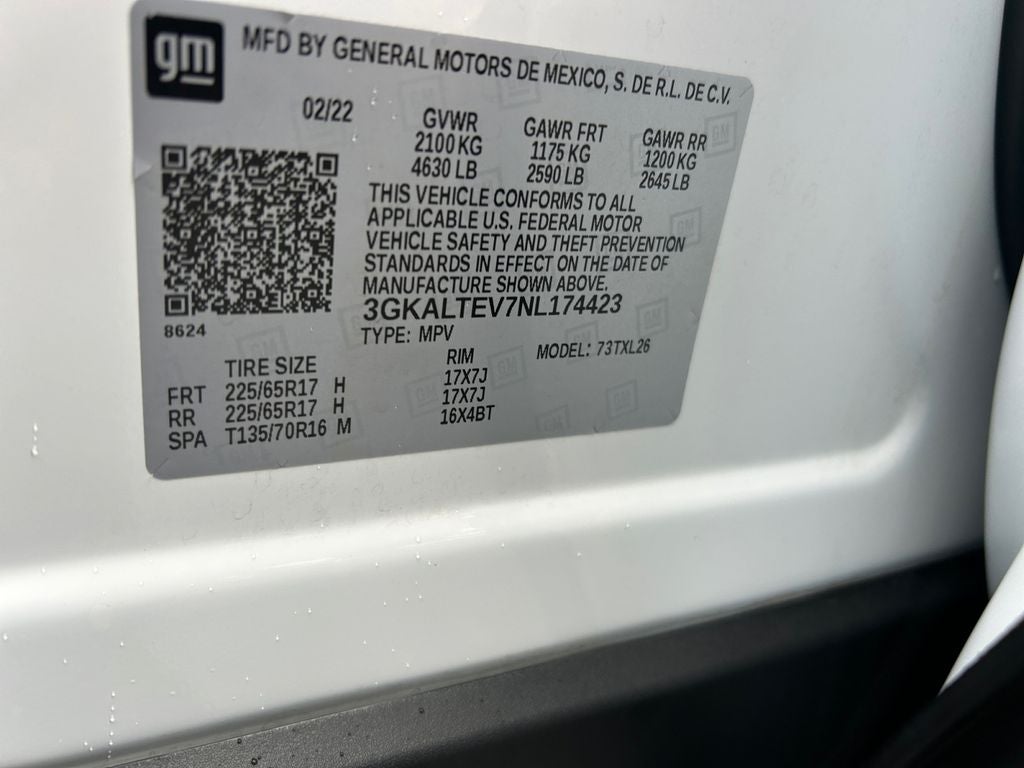 gm MFD BY GENERAL MOTORS DE MEXICO, S. DE R.L. DE C.V.
02/22 GVWR GAWR FRT GAWR RR
2100 KG 1175 KG 1200 KG
4630 LB 2590 LB 2645 LB
THIS VEHICLE CONFORMS TO ALL
APPLICABLE U.S. FEDERAL MOTOR
VEHICLE SAFETY AND THEFT PREVENTION
STANDARDS IN EFFECT ON THE DATE OF
MANUFACTURE SHOWN ABOVE.
3GKALTEV7NL174423
8624
TYPE: MPV MODEL: 73TXL26
TIRE SIZE RIM
FRT 225/65R17 H 17X7J
RR 225/65R17 H 17X7J
SPA T135/70R16 M 16X4BT